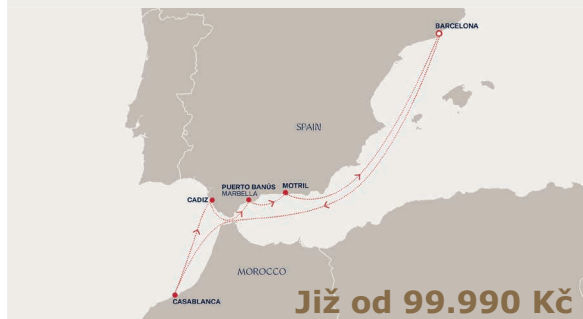 BARCELONA
SPAIN
PUERTO BANÚS
MARBELLA
MOTRIL
CADIZ
MOROCCO
CASABLANCA
Již od 99.990 Kč